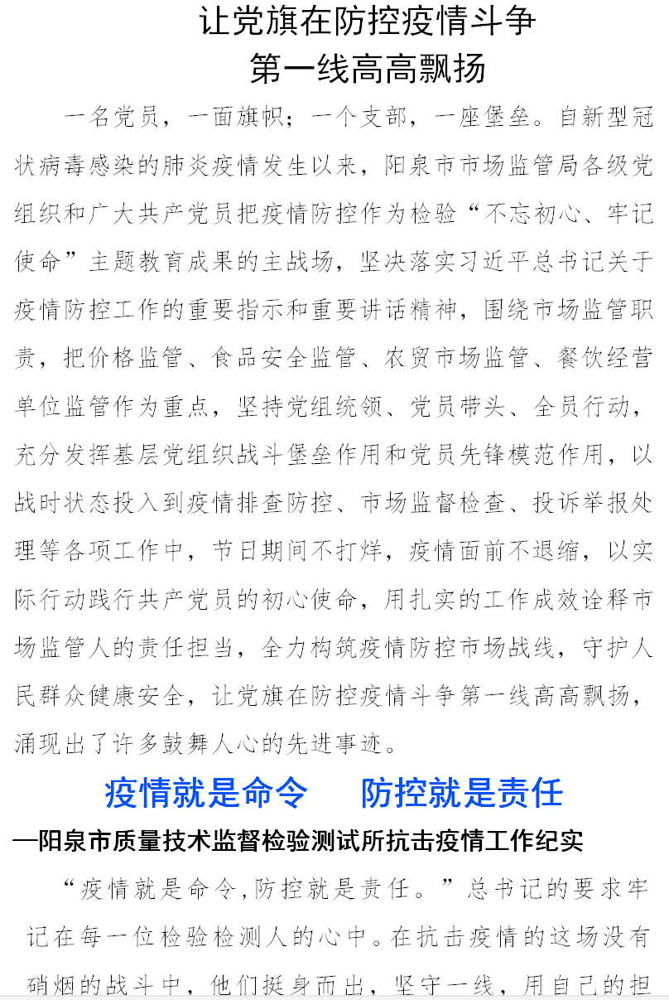 让党旗在防控疫情斗争
第一线高高飘扬
一名党员，一面旗帜；一个支部，一座堡垒。自新型冠
状病毒感染的肺炎疫情发生以来，阳泉市市场监管局各级党
组织和广大共产党员把疫情防控作为检验“不忘初心、牢记
使命”主题教育成果的主战场，坚决落实习近平总书记关于
疫情防控工作的重要指示和重要讲话精神，围绕市场监管职
责，把价格监管、食品安全监管、农贸市场监管、餐饮经营
单位监管作为重点，坚持党组统领、党员带头、全员行动，
充分发挥基层党组织战斗堡垒作用和党员先锋模范作用，以
战时状态投入到疫情排查防控、市场监督检查、投诉举报处
理等各项工作中，节日期间不打烊，疫情面前不退缩，以实
际行动践行共产党员的初心使命，用扎实的工作成效诠释市
场监管人的责任担当，全力构筑疫情防控市场战线，守护人
民群众健康安全，让党旗在防控疫情斗争第一线高高飘扬，
涌现出了许多鼓舞人心的先进事迹。
疫情就是命令 防控就是责任
—阳泉市质量技术监督检验测试所抗击疫情工作纪实
“疫情就是命令,防控就是责任。”总书记的要求牢
记在每一位检验检测人的心中。在抗击疫情的这场没有
硝烟的战斗中，他们挺身而出，坚守一线，用自己的担